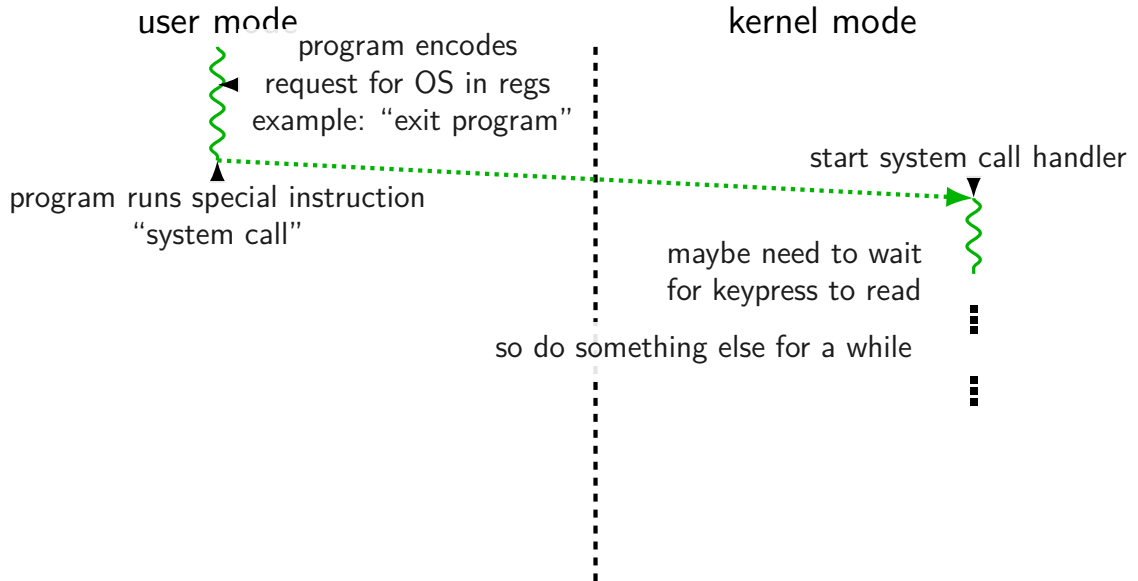 user mode
kernel mode
program encodes
request for OS in regs
example: “exit program”
start system call handler
program runs special instruction
“system call”
maybe need to wait
for keypress to read
so do something else for a while